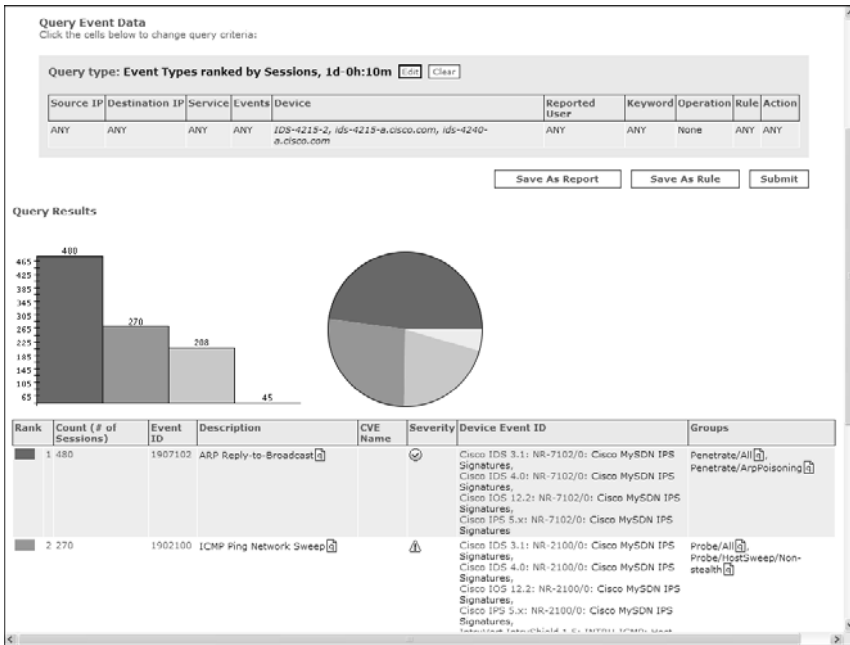 Query Event Data
Click the cells below to change query criteria:
Query type: Event Types ranked by Sessions, 1d-0h:10m Edit Clear
Source IP Destination IP Service Events Device Reported User Keyword Operation Rule Action
ANY ANY ANY ANY IDS-4215-2, ids-4215-a.cisco.com, ids-4240-a.cisco.com ANY ANY None ANY ANY
Save As Report Save As Rule Submit
Query Results
480
270
208
45
465
425
385
345
305
265
225
185
145
105
65
Rank Count (# of Sessions) Event ID Description CVE Name Severity Device Event ID Groups
1 480 1907102 ARP Reply-to-Broadcast q
Cisco IDS 3.1: NR-7102/0: Cisco MySDN IPS
Signatures,
Cisco IDS 4.0: NR-7102/0: Cisco MySDN IPS
Signatures,
Cisco IOS 12.2: NR-7102/0: Cisco MySDN IPS
Signatures,
Cisco IPS 5.x: NR-7102/0: Cisco MySDN IPS
Signatures
Penetrate/All q,
Penetrate/ArpPoisoning q
2 270 1902100 ICMP Ping Network Sweep q
Cisco IDS 3.1: NR-2100/0: Cisco MySDN IPS
Signatures,
Cisco IDS 4.0: NR-2100/0: Cisco MySDN IPS
Signatures,
Cisco IOS 12.2: NR-2100/0: Cisco MySDN IPS
Signatures,
Cisco IPS 5.x: NR-2100/0: Cisco MySDN IPS
Signatures,
Probe/All q,
Probe/HostSweep/Non-
stealth q